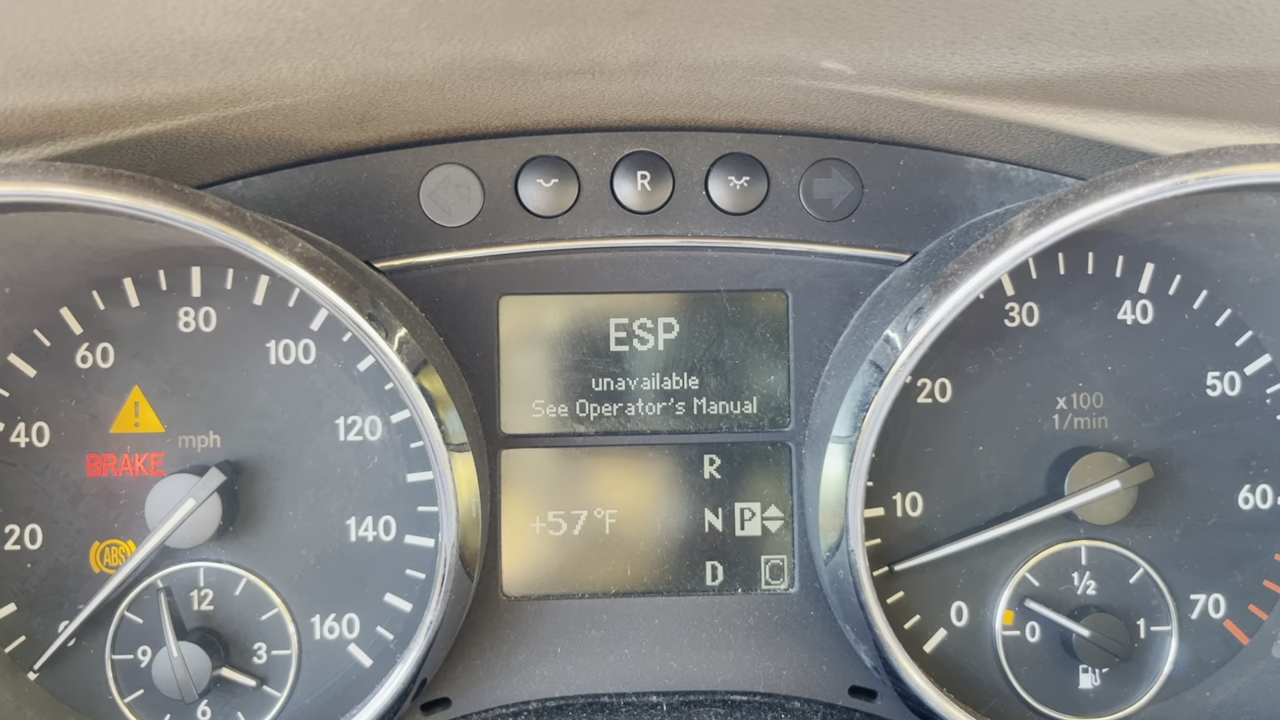 R
80
60
100
40
120
mph
BRAKE
20
140
ABS
160
12
9
3
6
ESP
unavailable
See Operator's Manual
R
+57°F
N
P
D
C
30
40
20
50
x100
1/min
10
60
0
70
1/2
0
1